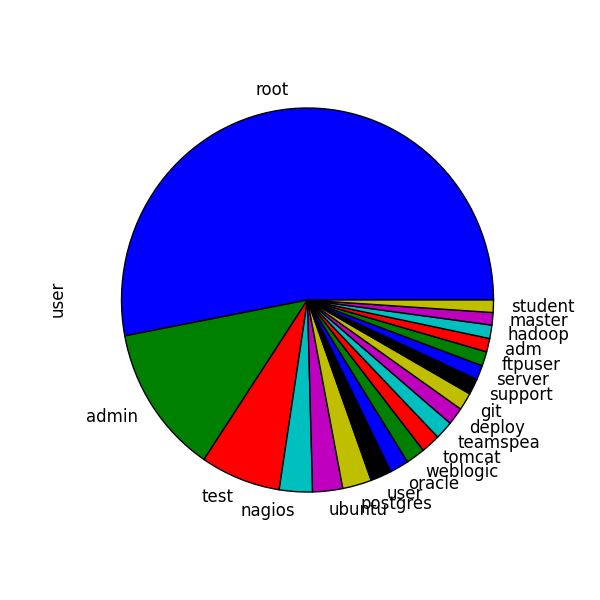 root
user
admin
test
nagios
ubuntu
postgres
user
oracle
weblogic
tomcat
teamspea
deploy
git
support
server
ftpuser
adm
hadoop
master
student